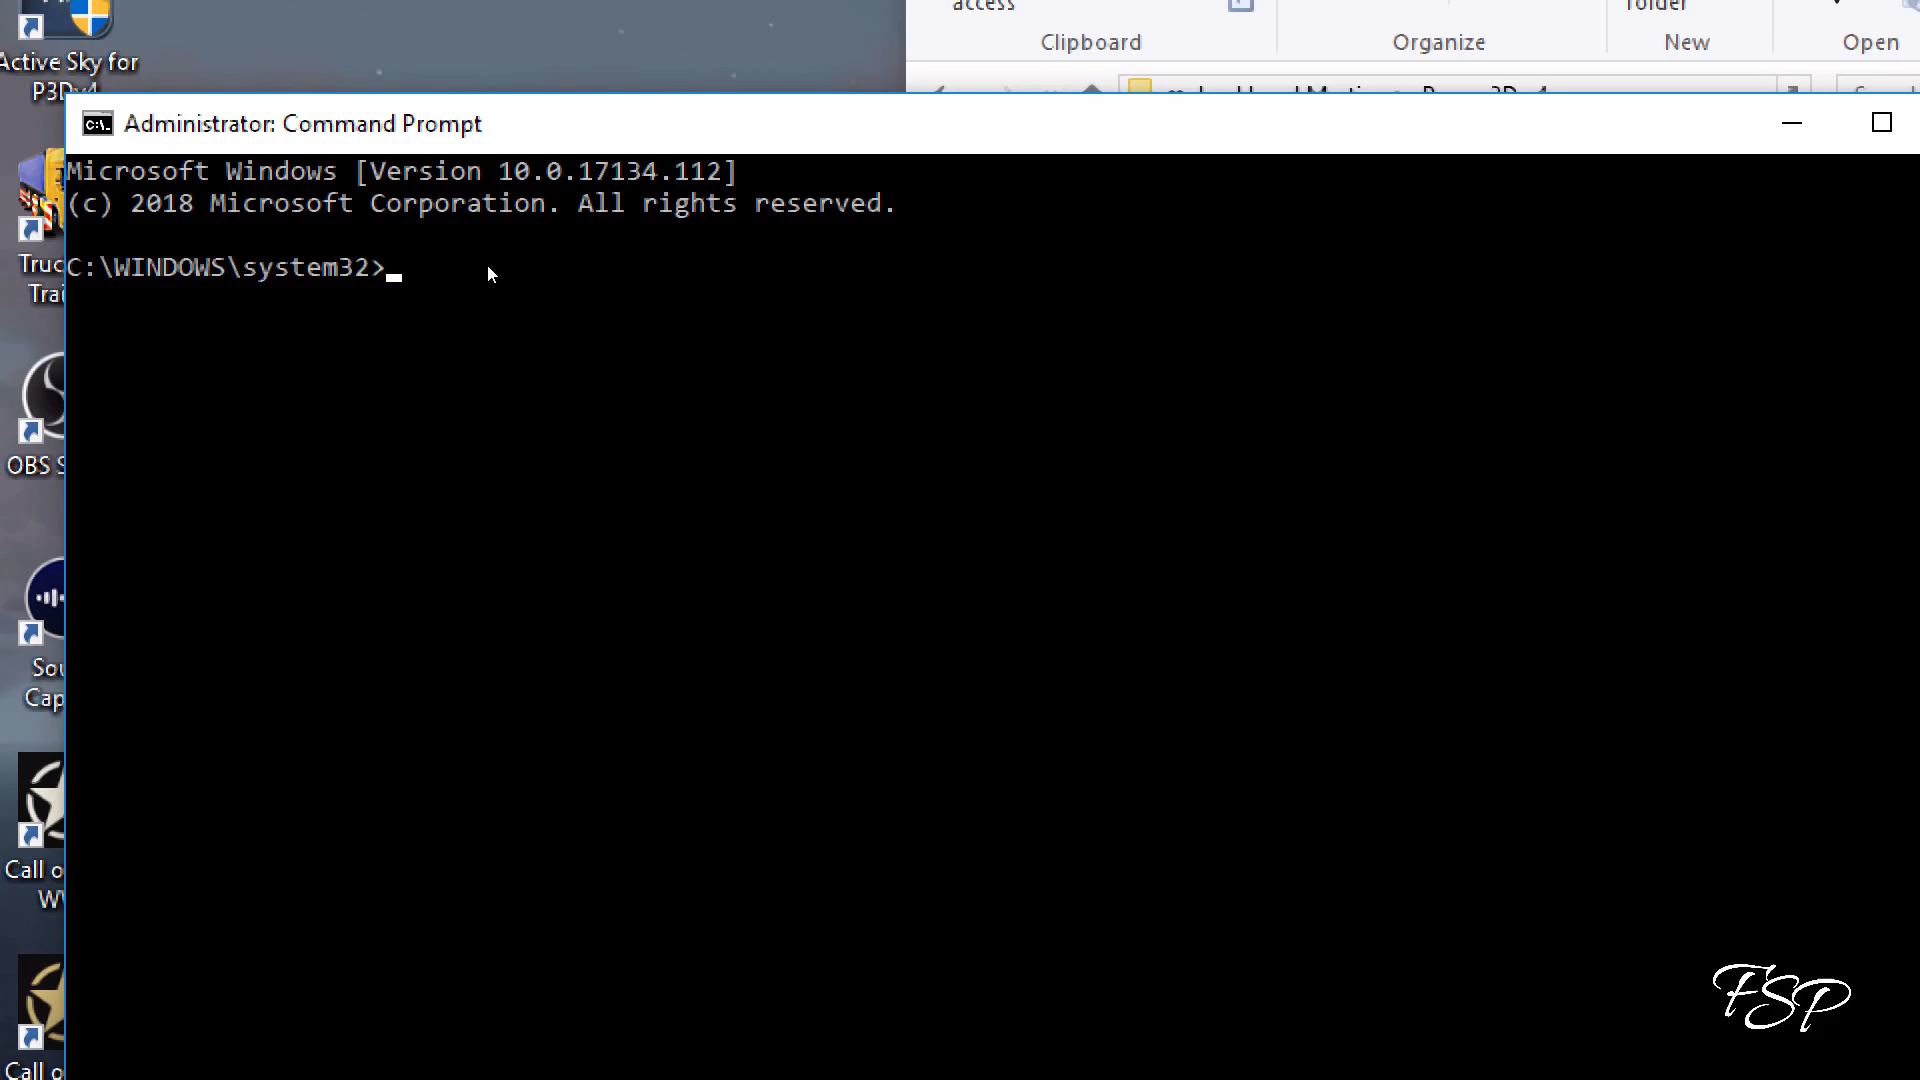 access
folder
Clipboard
Organize
New
Open
Active Sky for
P3Dv4
Administrator: Command Prompt
Microsoft Windows [Version 10.0.17134.112]
(c) 2018 Microsoft Corporation. All rights reserved.
C:\WINDOWS\system32>
Truc
Trai
OBS S
Sou
Cap
Call o
WW
Call o
FSP